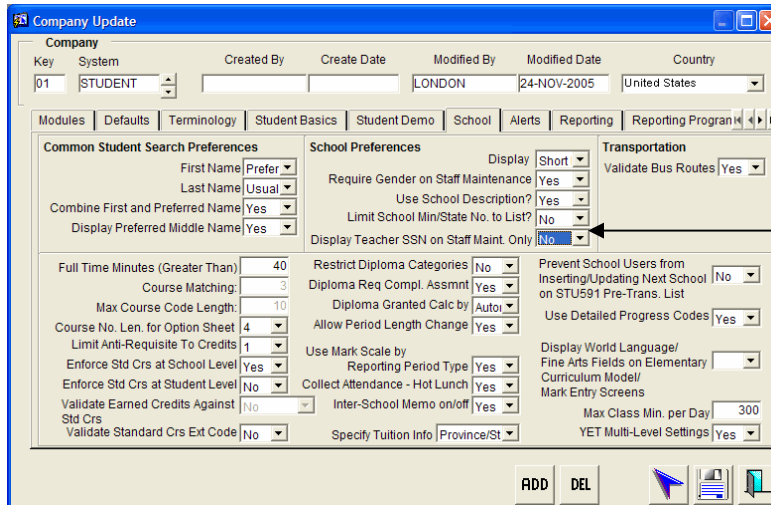 Company Update
Company
Key System Created By Create Date Modified By Modified Date Country
01 STUDENT LONDON 24-NOV-2005 United States
Modules Defaults Terminology Student Basics Student Demo School Alerts Reporting Reporting Program
Common Student Search Preferences
First Name Prefer
Last Name Usual
Combine First and Preferred Name Yes
Display Preferred Middle Name Yes
School Preferences
Display Short
Require Gender on Staff Maintenance Yes
Use School Description? Yes
Limit School Min/State No. to List? No
Display Teacher SSN on Staff Maint. Only No
Transportation
Validate Bus Routes Yes
Full Time Minutes (Greater Than) 40
Course Matching: 3
Max Course Code Length: 10
Course No. Len. for Option Sheet 4
Limit Anti-Requisite To Credits 1
Enforce Std Crs at School Level Yes
Enforce Std Crs at Student Level No
Validate Earned Credits Against No
Std Crs
Validate Standard Crs Ext Code No
Restrict Diploma Categories No
Diploma Req Compl. Assmnt Yes
Diploma Granted Calc by Autor
Allow Period Length Change Yes
Use Mark Scale by
Reporting Period Type Yes
Collect Attendance - Hot Lunch Yes
Inter-School Memo on/off Yes
Specify Tuition Info Province/St
Prevent School Users from
Inserting/Updating Next School No
on STU591 Pre-Trans. List
Use Detailed Progress Codes Yes
Display World Language/
Fine Arts Fields on Elementary
Curriculum Model/
Mark Entry Screens
Max Class Min. per Day 300
YET Multi-Level Settings Yes
ADD DEL